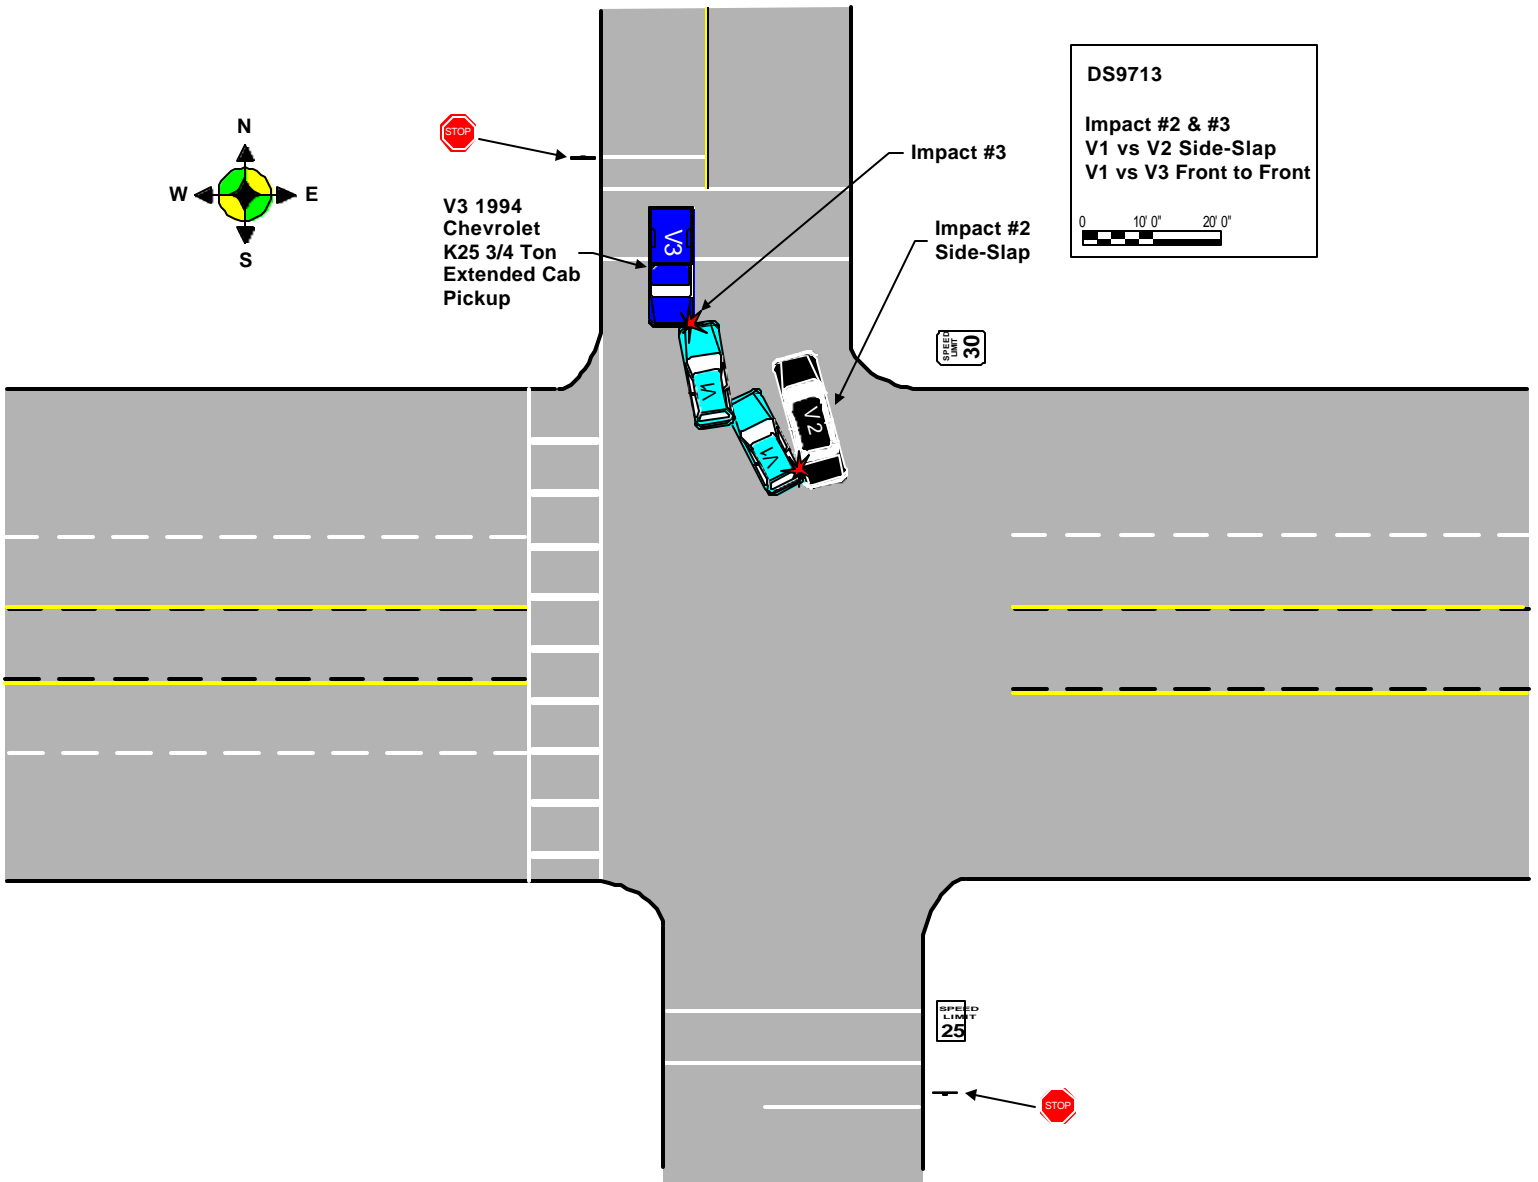 DS9713
Impact #2 & #3
V1 vs V2 Side-Slap
V1 vs V3 Front to Front
0 10' 0" 20' 0"
N
W E
S
STOP
V3 1994
Chevrolet
K25 3/4 Ton
Extended Cab
Pickup
Impact #3
Impact #2
Side-Slap
V3
V1
V1
V2
SPEED
LIMIT
30
SPEED
LIMIT
25
STOP